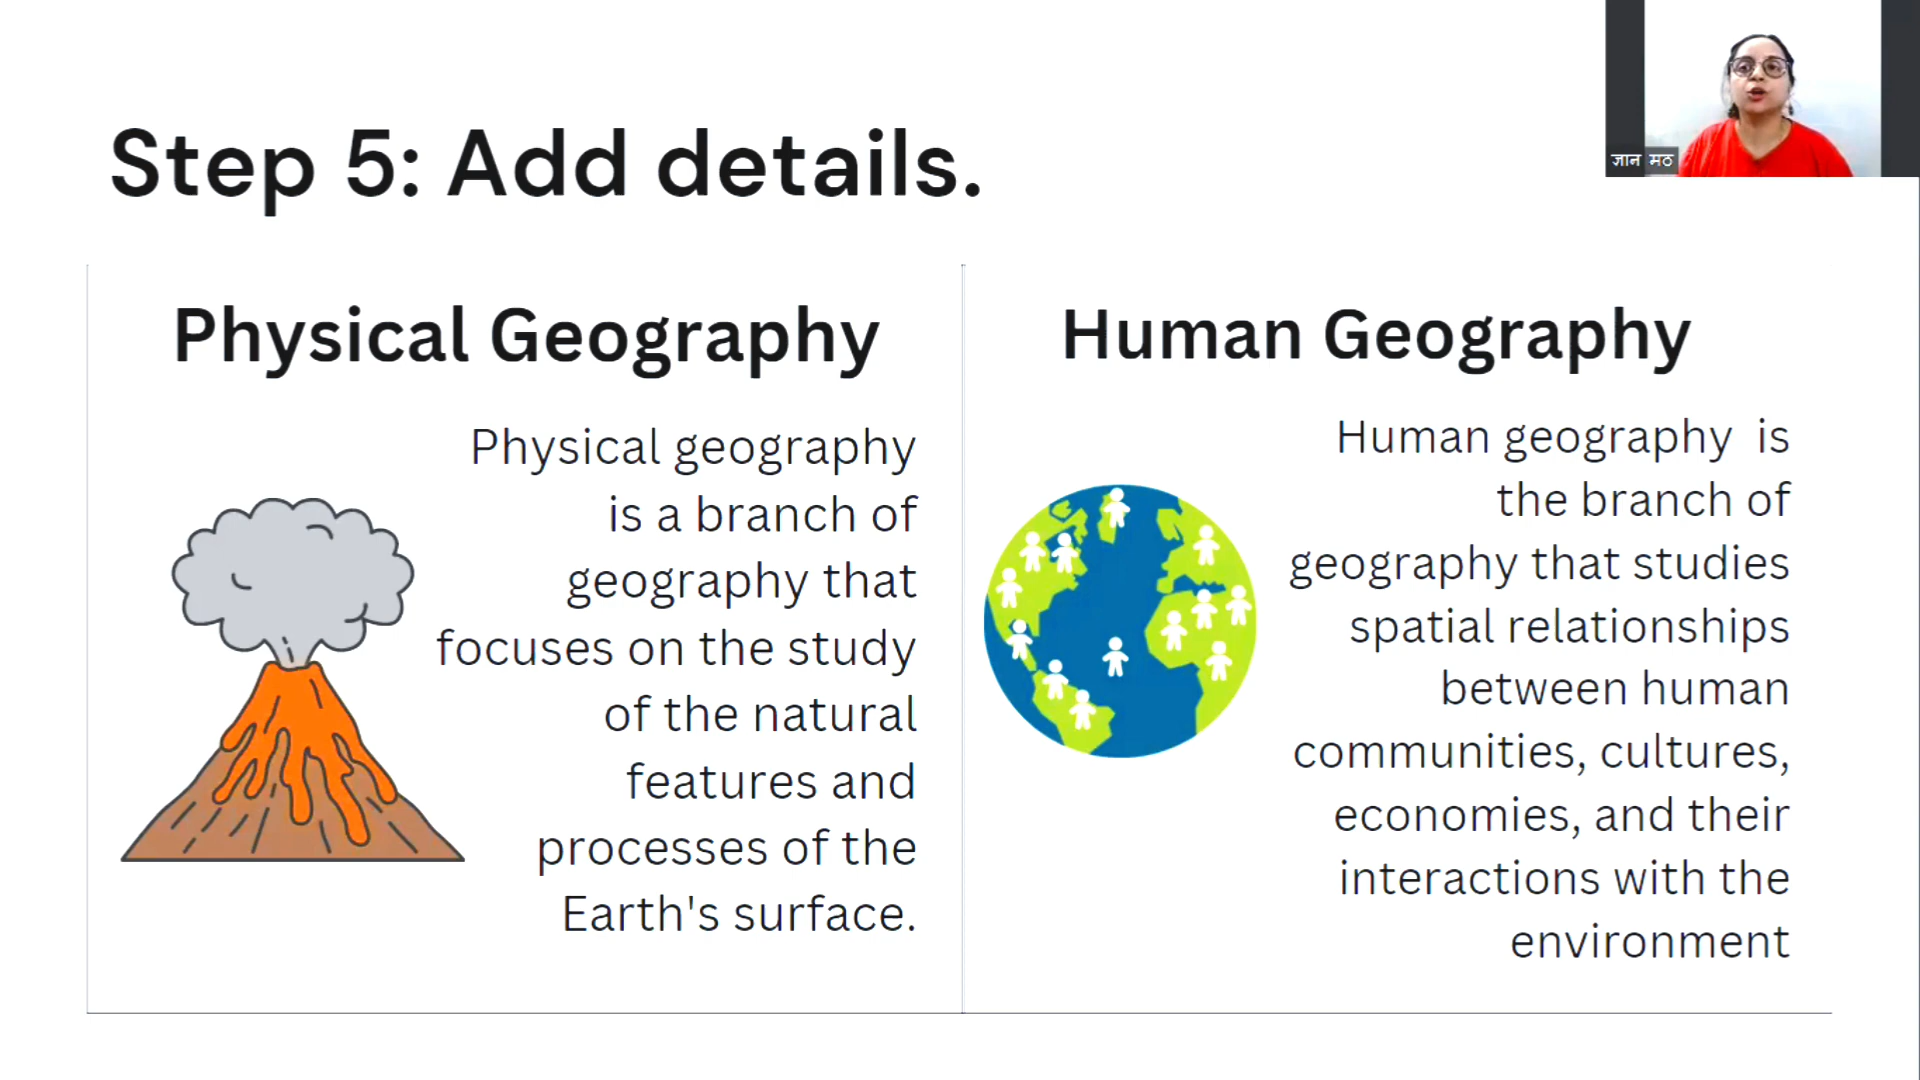 Step 5: Add details.
ज्ञान मठ
Physical Geography
Physical geography
is a branch of
geography that
focuses on the study
of the natural
features and
processes of the
Earth's surface.
Human Geography
Human geography is
the branch of
geography that studies
spatial relationships
between human
communities, cultures,
economies, and their
interactions with the
environment